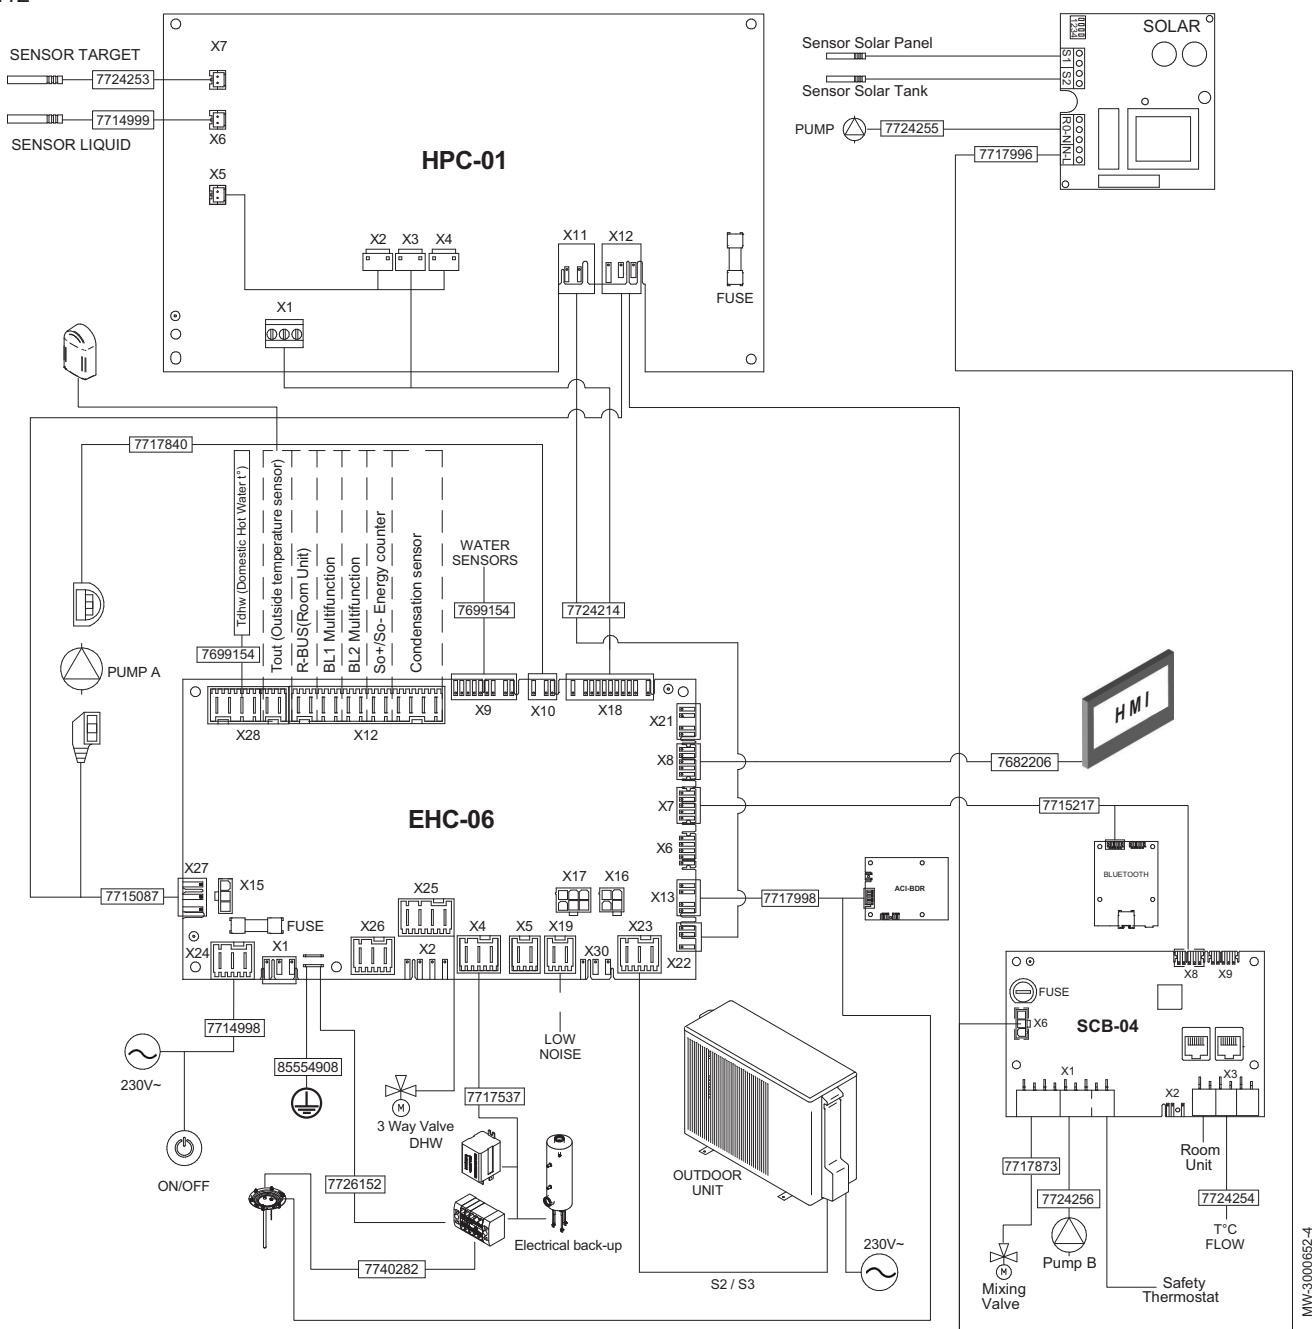 SENSOR TARGET
7724253
X7
7714999
X6
SENSOR LIQUID
X5
HPC-01
X2
X3
X4
X11
X12
FUSE
X1
Sensor Solar Panel
Sensor Solar Tank
PUMP
7724255
7717996
SOLAR
1234
S1
S2
R0-N
N-L
7717840
Tdhw (Domestic Hot Water t°)
Tout (Outside temperature sensor)
R-BUS(Room Unit)
BL1 Multifunction
BL2 Multifunction
So+/So- Energy counter
Condensation sensor
WATER
SENSORS
7699154
7724214
7699154
PUMP A
X28
X12
X9
X10
X18
X21
X8
X7
X6
X13
X22
EHC-06
HMI
7682206
7715217
BLUETOOTH
ACI-BDR
7717998
7715087
X27
X15
FUSE
X24
X1
X25
X26
X2
X4
X5
X17
X16
X19
X30
X23
7714998
230V~
ON/OFF
85554908
7726152
7740282
M
3 Way Valve
DHW
7717537
Electrical back-up
LOW
NOISE
OUTDOOR
UNIT
S2 / S3
230V~
FUSE
X6
SCB-04
X8
X9
X1
X2
X3
7717873
M
Mixing
Valve
7724256
Pump B
Safety
Thermostat
Room
Unit
7724254
T°C
FLOW
MW-3000652-4